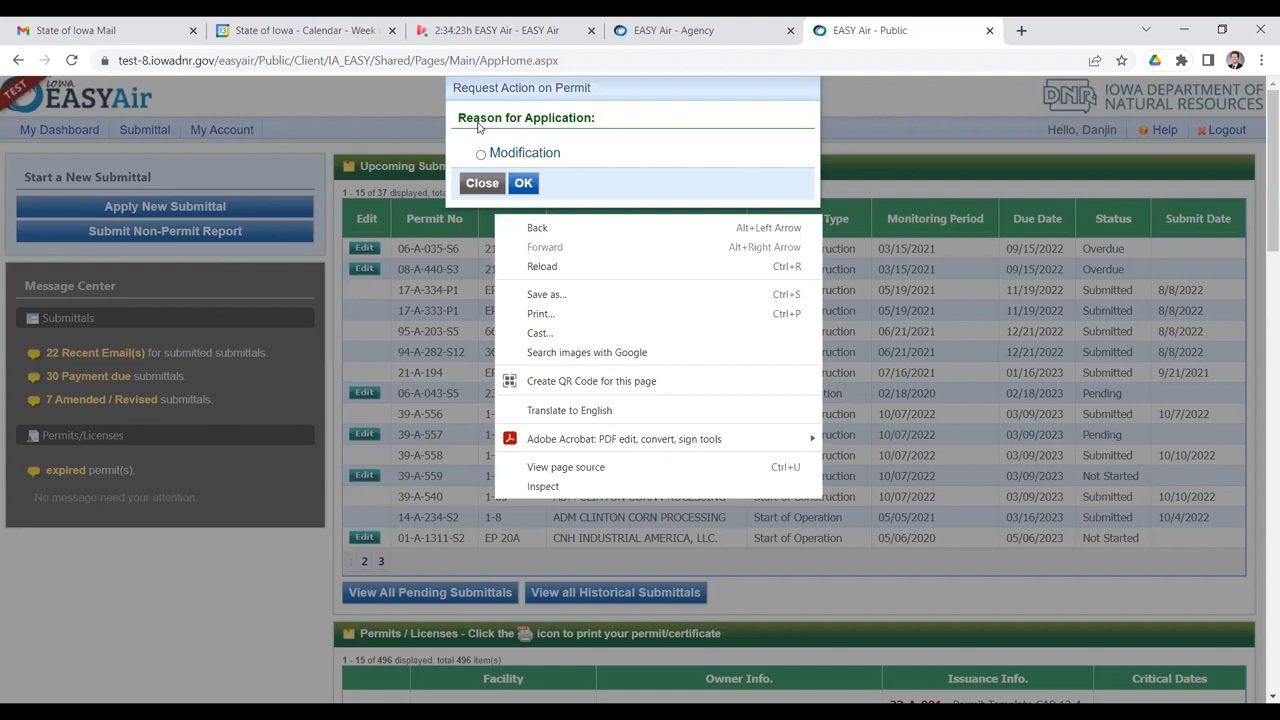 State of Iowa Mail
State of Iowa - Calendar - Week
2:34:23h EASY Air - EASY Air
EASY Air - Agency
EASY Air - Public
test-8.iowadnr.gov/easyair/Public/Client/IA_EASY/Shared/Pages/Main/AppHome.aspx
TEST
Iowa
EASYAir
DNR
IOWA DEPARTMENT OF
NATURAL RESOURCES
My Dashboard Submittal My Account
Hello, Danjin Help Logout
Request Action on Permit
Reason for Application:
Modification
Close OK
Start a New Submittal
Apply New Submittal
Submit Non-Permit Report
Message Center
Submittals
22 Recent Email(s) for submitted submittals.
30 Payment due submittals.
7 Amended / Revised submittals.
Permits/Licenses
expired permit(s).
No message need your attention.
Upcoming Subm
1 - 15 of 37 displayed, tota
Edit Permit No Type Monitoring Period Due Date Status Submit Date
Edit 06-A-035-S6 21 ruction 03/15/2021 09/15/2022 Overdue
Edit 08-A-440-S3 21 ruction 03/15/2021 09/15/2022 Overdue
17-A-334-P1 EP ruction 05/19/2021 11/19/2022 Submitted 8/8/2022
17-A-333-P1 EP ruction 05/19/2021 11/19/2022 Submitted 8/8/2022
95-A-203-S5 66 ruction 06/21/2021 12/21/2022 Submitted 8/8/2022
94-A-282-S12 36 ruction 06/21/2021 12/21/2022 Submitted 8/8/2022
21-A-194 EP ruction 07/16/2021 01/16/2023 Submitted 9/21/2021
Edit 06-A-043-S5 23 tion 02/18/2020 02/18/2023 Pending
39-A-556 1- ruction 10/07/2022 03/09/2023 Submitted 10/7/2022
Edit 39-A-557 1- ruction 10/07/2022 03/09/2023 Pending
39-A-558 1- ruction 10/07/2022 03/09/2023 Submitted 10/10/2022
Edit 39-A-559 1- ruction 10/07/2022 03/09/2023 Not Started
39-A-540 1-65 ADM CLINTON CORN PROCESSING Start of Construction 10/07/2022 03/09/2023 Submitted 10/10/2022
14-A-234-S2 1-8 ADM CLINTON CORN PROCESSING Start of Operation 05/05/2021 03/16/2023 Submitted 10/4/2022
Edit 01-A-1311-S2 EP 20A CNH INDUSTRIAL AMERICA, LLC. Start of Operation 05/06/2020 05/06/2023 Not Started
1 2 3
View All Pending Submittals View all Historical Submittals
Permits / Licenses - Click the icon to print your permit/certificate
1 - 15 of 496 displayed, total 496 item(s)
Facility Owner Info. Issuance Info. Critical Dates
Back Alt+Left Arrow
Forward Alt+Right Arrow
Reload Ctrl+R
Save as... Ctrl+S
Print... Ctrl+P
Cast...
Search images with Google
Create QR Code for this page
Translate to English
Adobe Acrobat: PDF edit, convert, sign tools
View page source Ctrl+U
Inspect